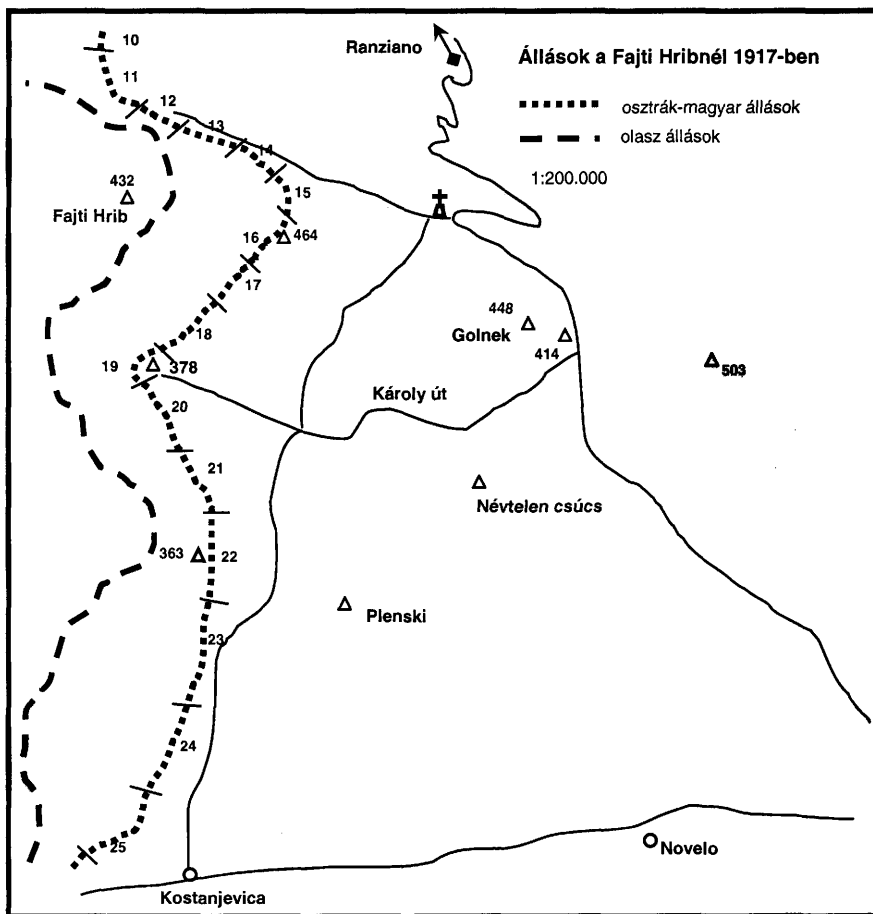 Állások a Fajti Hribnél 1917-ben
osztrák-magyar állások
olasz állások
1:200.000
Ranziano
10
11
12
13
14
15
432
Fajti Hrib
16
464
17
18
448
Golnek
414
503
19
378
Károly út
20
21
Névtelen csúcs
363
22
Plenski
23
24
25
Novelo
Kostanjevica